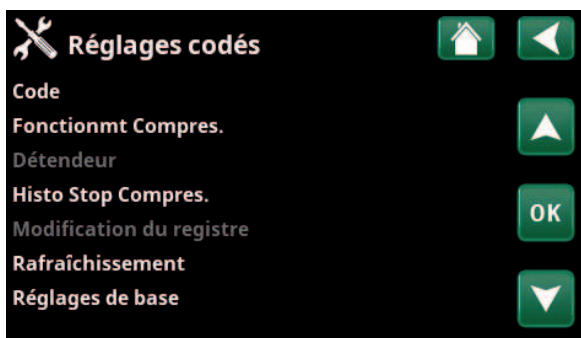 Réglages codés
Code
Fonctionmt Compres.
Détendeur
Histo Stop Compres.
Modification du registre
OK
Rafraîchissement
Réglages de base